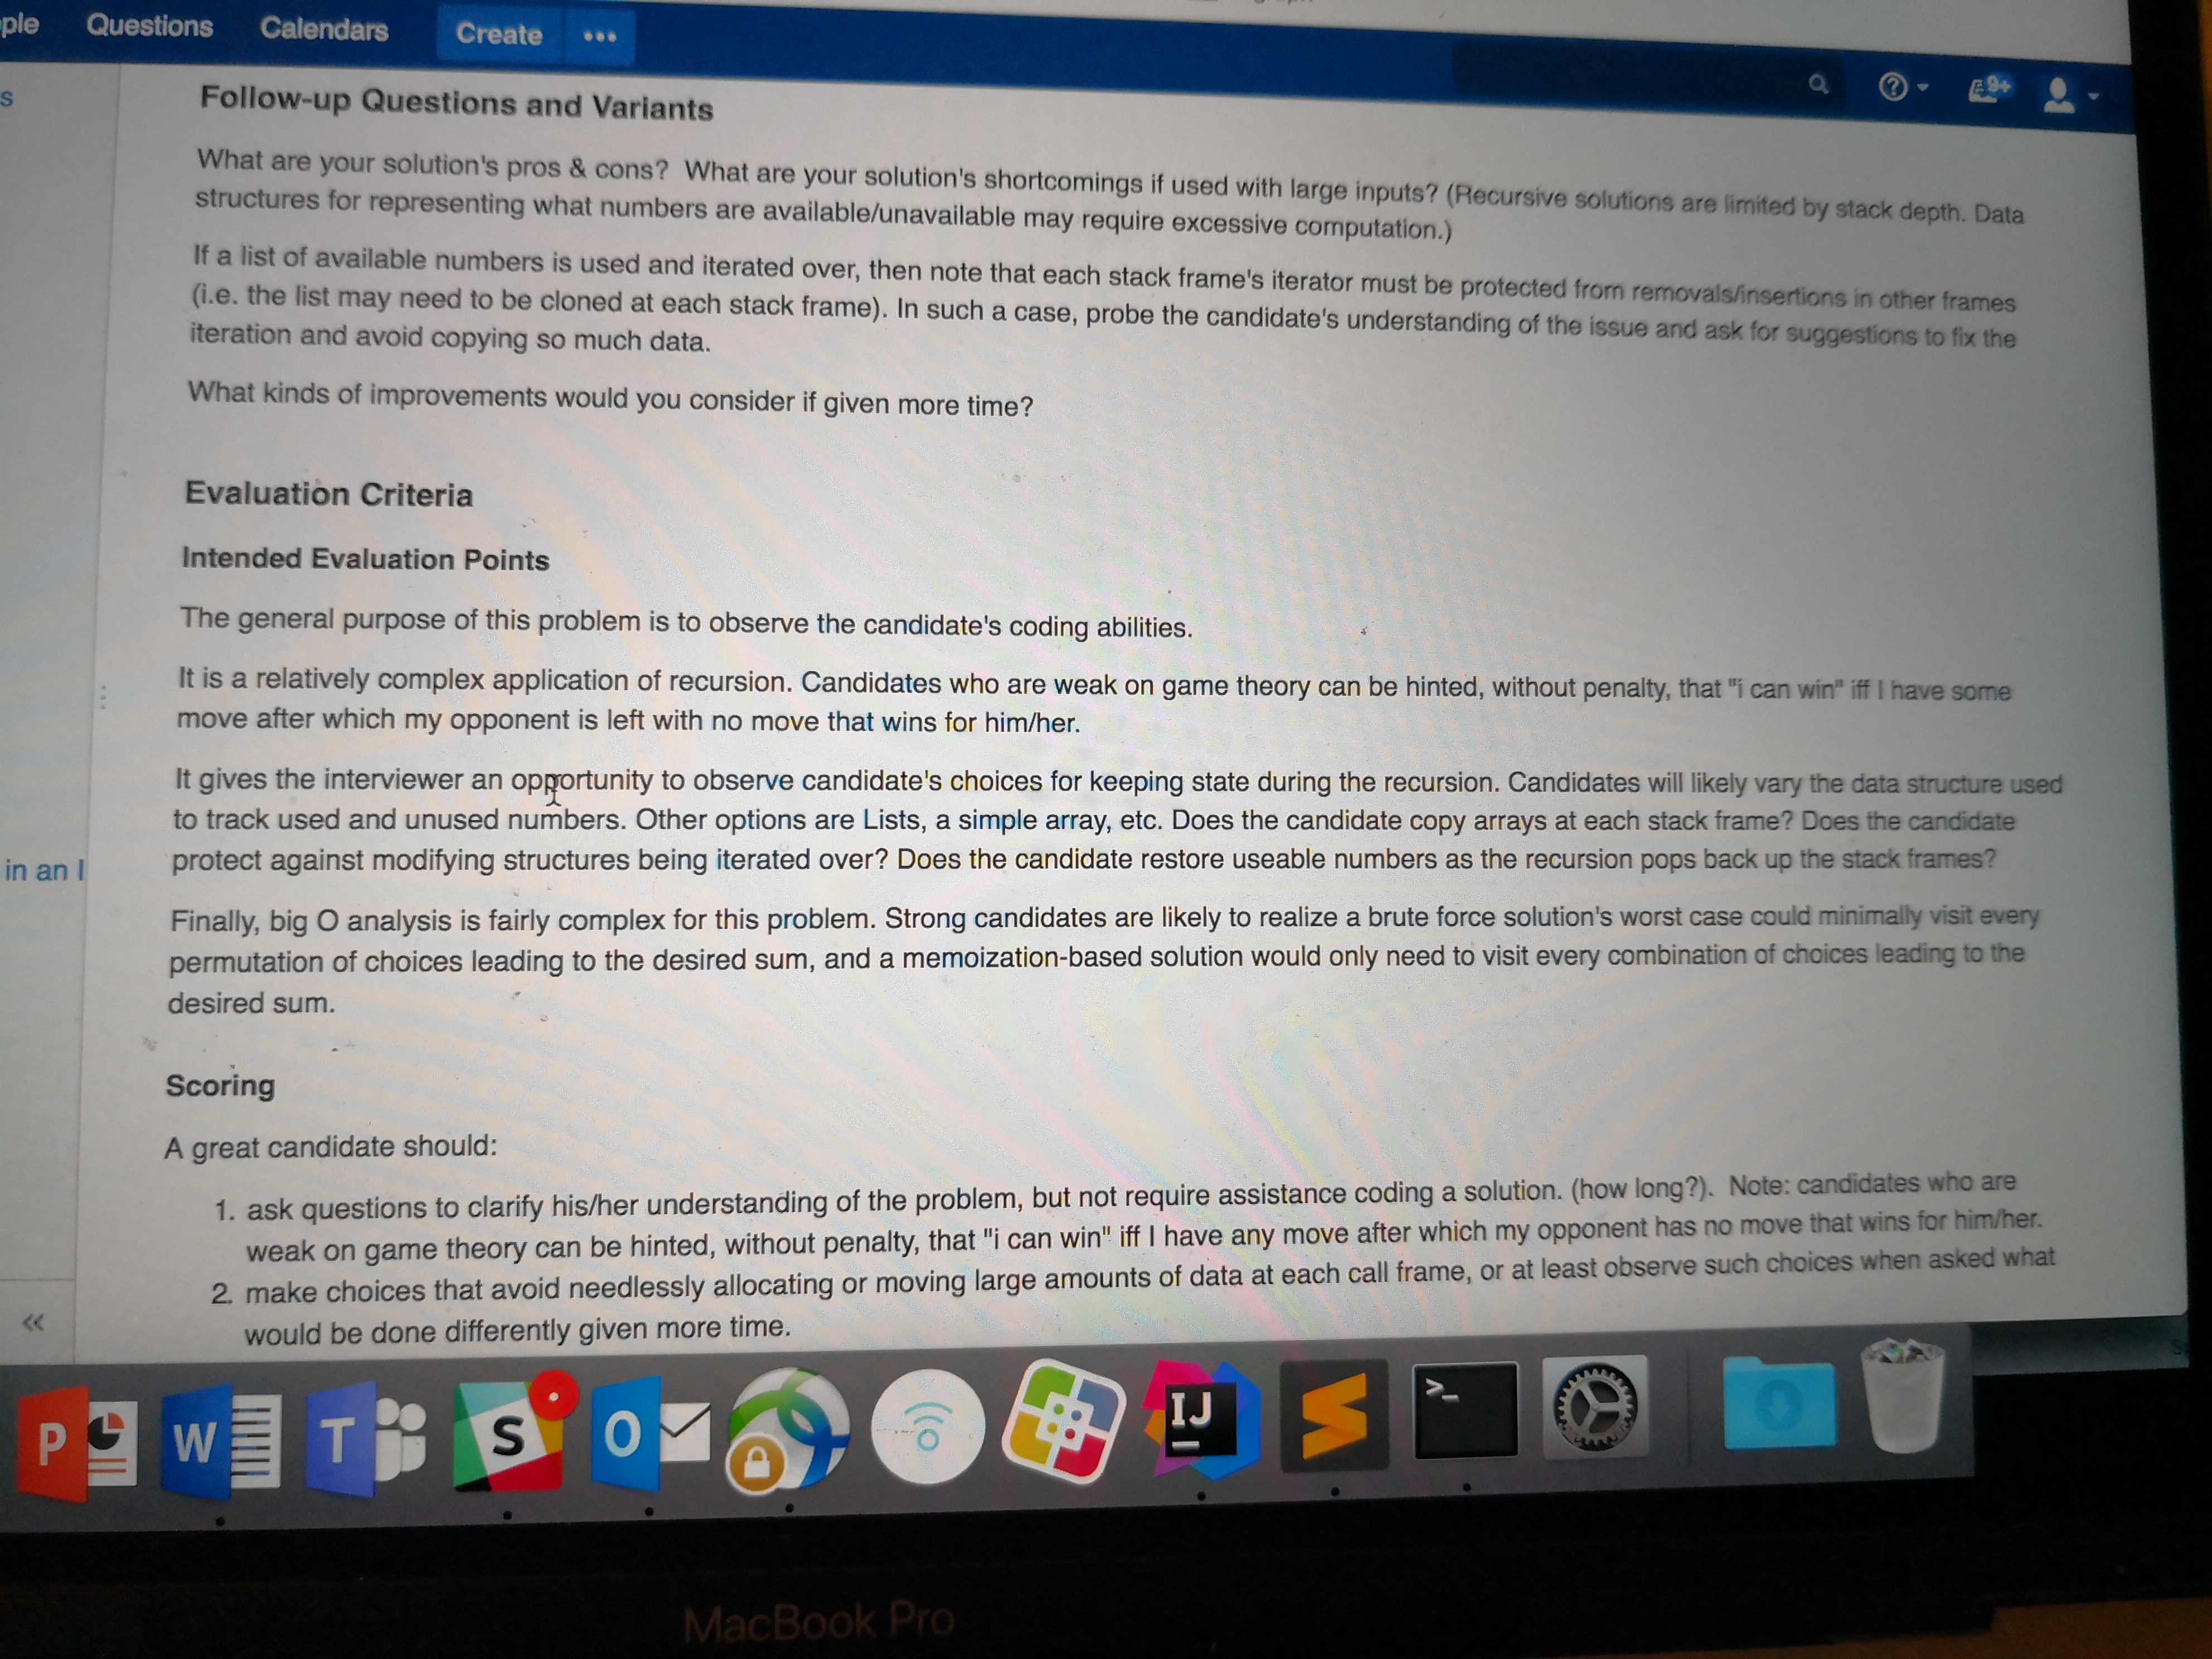 ple Questions Calendars Create •••
9+
s
Follow-up Questions and Variants
What are your solution's pros & cons?  What are your solution's shortcomings if used with large inputs? (Recursive solutions are limited by stack depth. Data
structures for representing what numbers are available/unavailable may require excessive computation.)
If a list of available numbers is used and iterated over, then note that each stack frame's iterator must be protected from removals/insertions in other frames
(i.e. the list may need to be cloned at each stack frame). In such a case, probe the candidate's understanding of the issue and ask for suggestions to fix the
iteration and avoid copying so much data.
What kinds of improvements would you consider if given more time?
Evaluation Criteria
Intended Evaluation Points
The general purpose of this problem is to observe the candidate's coding abilities.
It is a relatively complex application of recursion. Candidates who are weak on game theory can be hinted, without penalty, that "i can win" iff I have some
move after which my opponent is left with no move that wins for him/her.
It gives the interviewer an opportunity to observe candidate's choices for keeping state during the recursion. Candidates will likely vary the data structure used
to track used and unused numbers. Other options are Lists, a simple array, etc. Does the candidate copy arrays at each stack frame? Does the candidate
protect against modifying structures being iterated over? Does the candidate restore useable numbers as the recursion pops back up the stack frames?
in an I
Finally, big O analysis is fairly complex for this problem. Strong candidates are likely to realize a brute force solution's worst case could minimally visit every
permutation of choices leading to the desired sum, and a memoization-based solution would only need to visit every combination of choices leading to the
desired sum.
Scoring
A great candidate should:
1. ask questions to clarify his/her understanding of the problem, but not require assistance coding a solution. (how long?).  Note: candidates who are
weak on game theory can be hinted, without penalty, that "i can win" iff I have any move after which my opponent has no move that wins for him/her.
2. make choices that avoid needlessly allocating or moving large amounts of data at each call frame, or at least observe such choices when asked what
would be done differently given more time.
«
P W T S O IJ >_
MacBook Pro